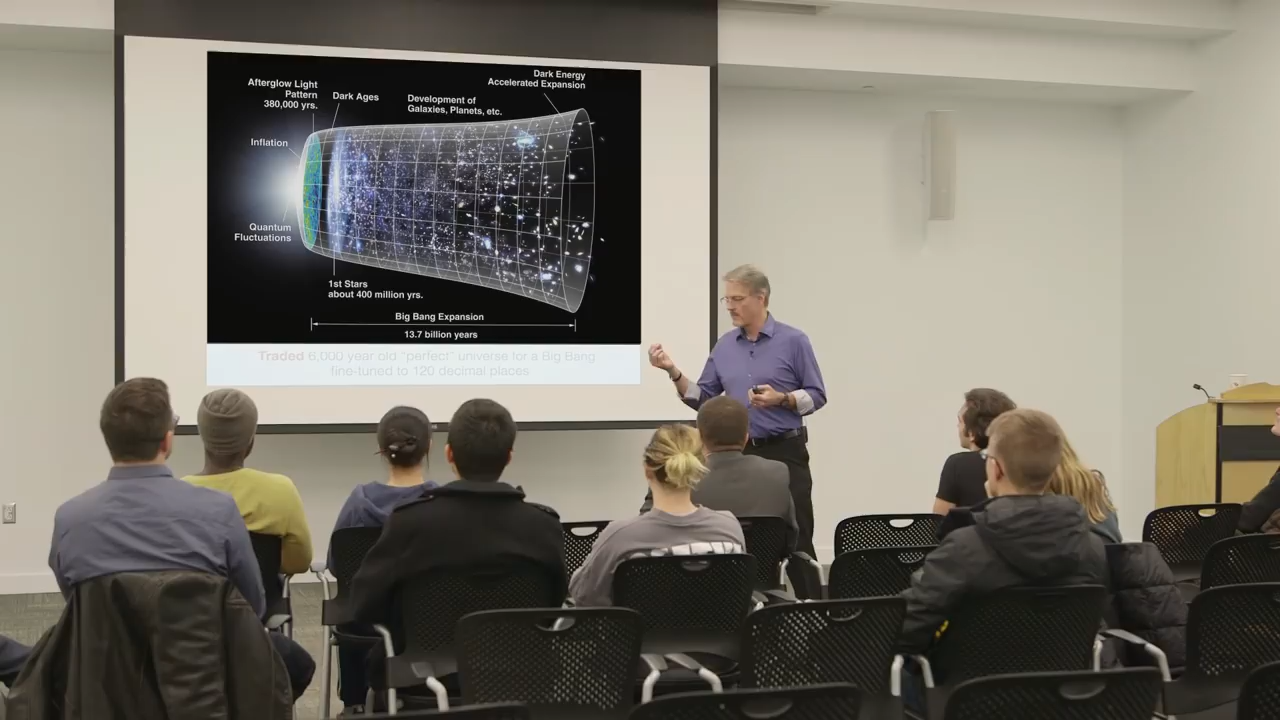 Dark Energy
Accelerated Expansion
Afterglow Light
Pattern
380,000 yrs.
Dark Ages
Development of
Galaxies, Planets, etc.
Inflation
Quantum
Fluctuations
1st Stars
about 400 million yrs.
Big Bang Expansion
13.7 billion years
Traded 6,000 year old "perfect" universe for a Big Bang
fine-tuned to 120 decimal places